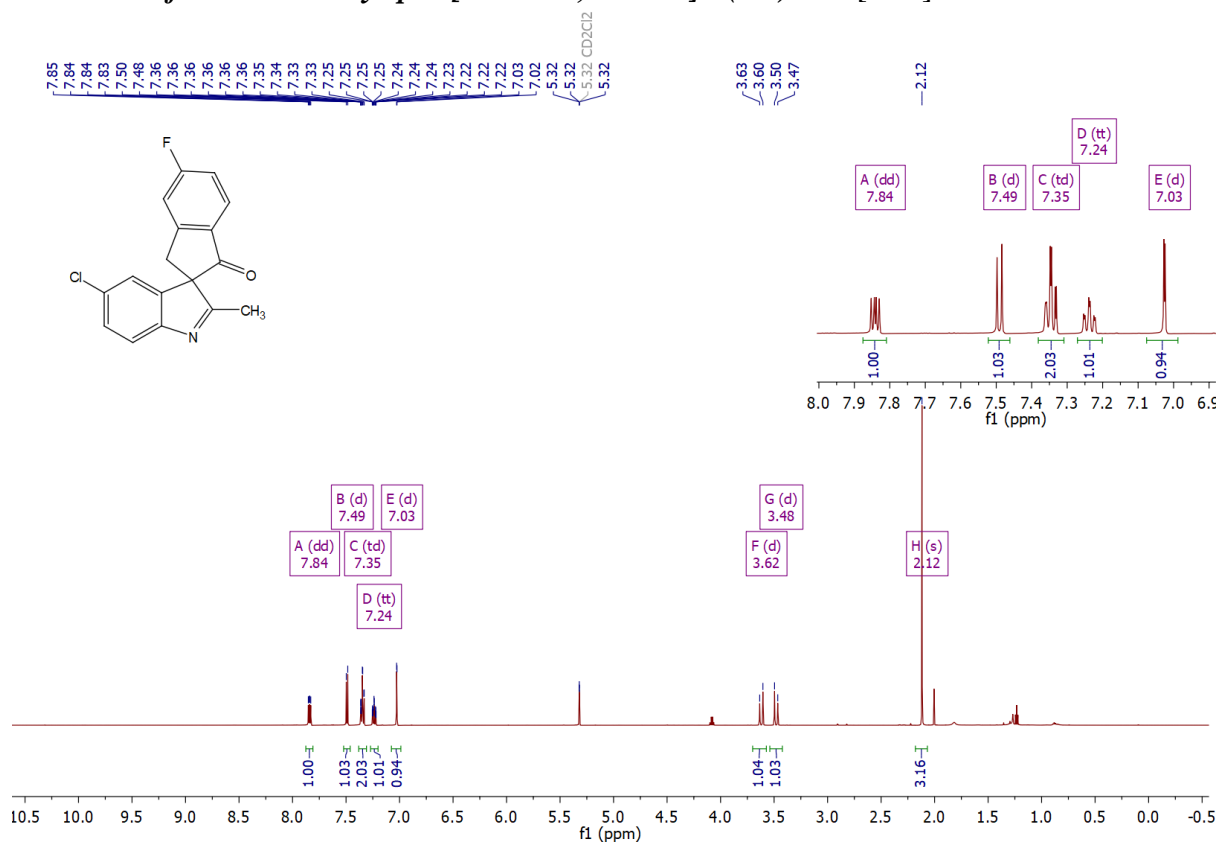 7.85 7.84 7.84 7.83 7.50 7.48 7.36 7.36 7.36 7.36 7.36 7.36 7.35 7.34 7.33 7.33 7.25 7.25 7.25 7.25 7.24 7.24 7.24 7.23 7.22 7.22 7.22 7.03 7.02 5.32 5.32 5.32 CD2Cl2 5.32 3.63 3.60 3.50 3.47 2.12
F
Cl
O
CH3
N
D (tt)
7.24
A (dd)
7.84
B (d)
7.49
C (td)
7.35
E (d)
7.03
1.00 1.03 2.03 1.01 0.94
8.0 7.9 7.8 7.7 7.6 7.5 7.4 7.3 7.2 7.1 7.0 6.9
f1 (ppm)
B (d)
7.49
E (d)
7.03
G (d)
3.48
A (dd)
7.84
C (td)
7.35
F (d)
3.62
H (s)
2.12
D (tt)
7.24
1.00 1.03 2.03 1.01 0.94 1.04 1.03 3.16
10.5 10.0 9.5 9.0 8.5 8.0 7.5 7.0 6.5 6.0 5.5 5.0 4.5 4.0 3.5 3.0 2.5 2.0 1.5 1.0 0.5 0.0 -0.5
f1 (ppm)